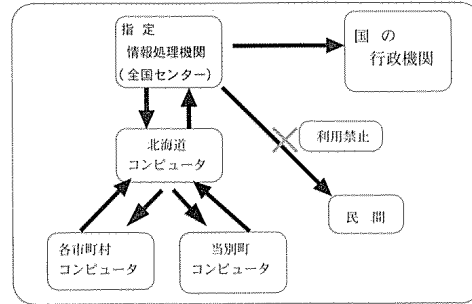 指 定
情報処理機関
(全国センター)
国 の
行政機関
北海道
コンピュータ
利用禁止
民 間
各市町村
コンピュータ
当別町
コンピュータ